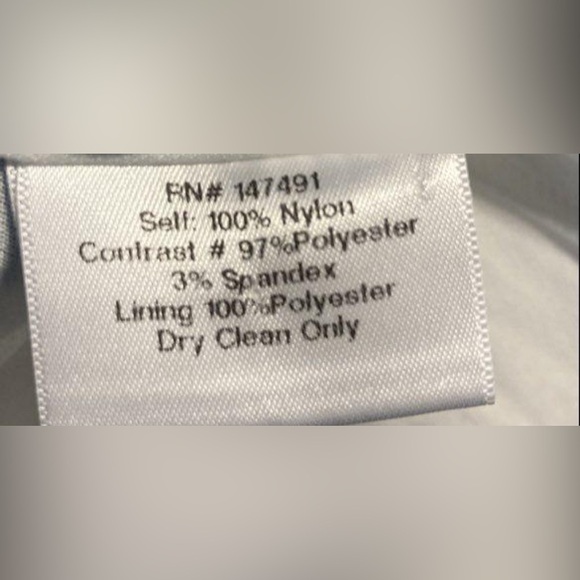 RN# 147491
Self: 100% Nylon
Contrast # 97%Polyester
3% Spandex
Lining 100%Polyester
Dry Clean Only